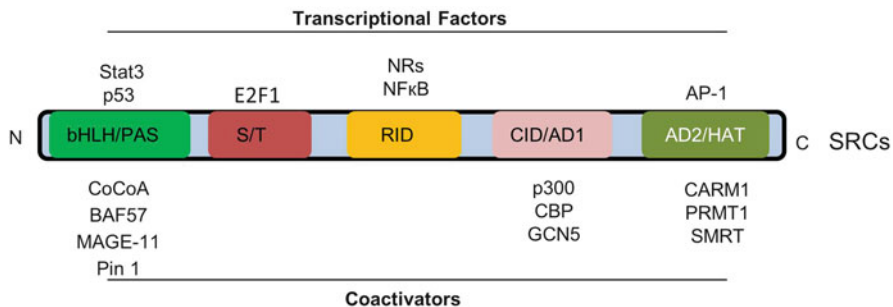 Transcriptional Factors
Stat3
p53
E2F1
NRs
NFκB
AP-1
N
bHLH/PAS
S/T
RID
CID/AD1
AD2/HAT
C
SRCs
CoCoA
BAF57
MAGE-11
Pin 1
p300
CBP
GCN5
CARM1
PRMT1
SMRT
Coactivators